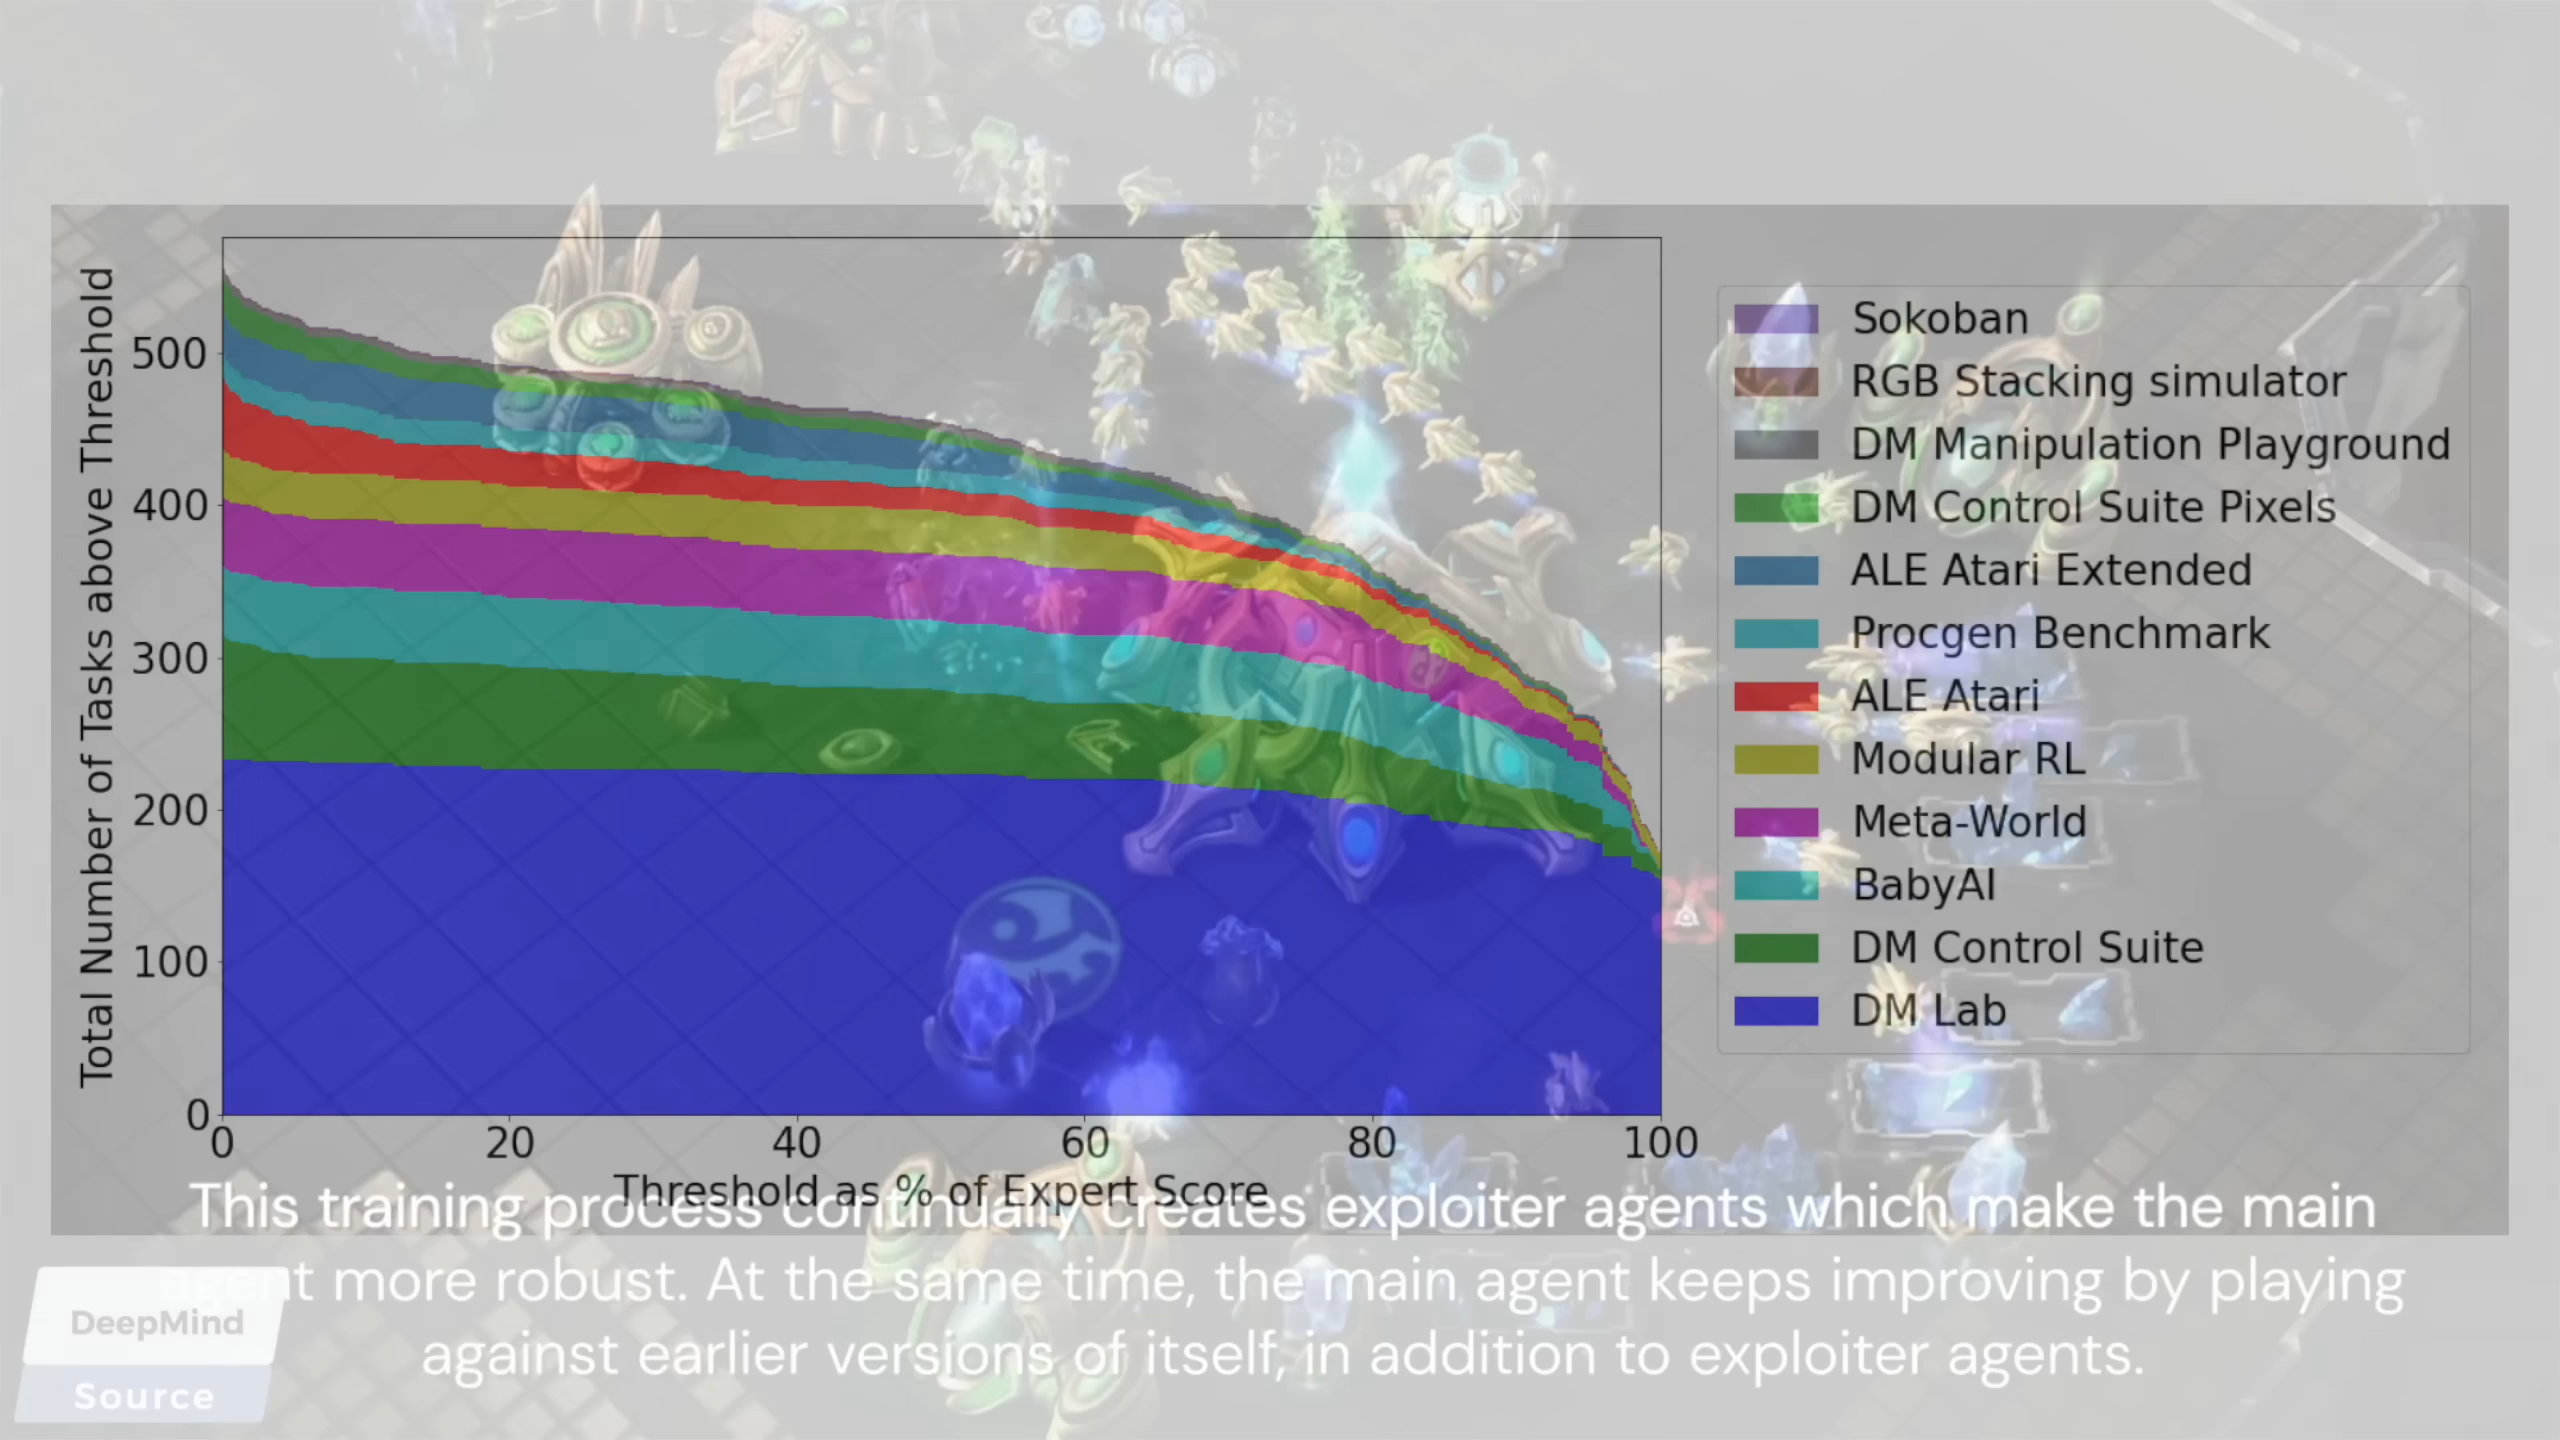 Total Number of Tasks above Threshold
500
400
300
200
100
0
0 20 40 60 80 100
Threshold as % of Expert Score
Sokoban
RGB Stacking simulator
DM Manipulation Playground
DM Control Suite Pixels
ALE Atari Extended
Procgen Benchmark
ALE Atari
Modular RL
Meta-World
BabyAI
DM Control Suite
DM Lab
This training process continually creates exploiter agents which make the main
agent more robust. At the same time, the main agent keeps improving by playing
against earlier versions of itself, in addition to exploiter agents.
DeepMind
Source